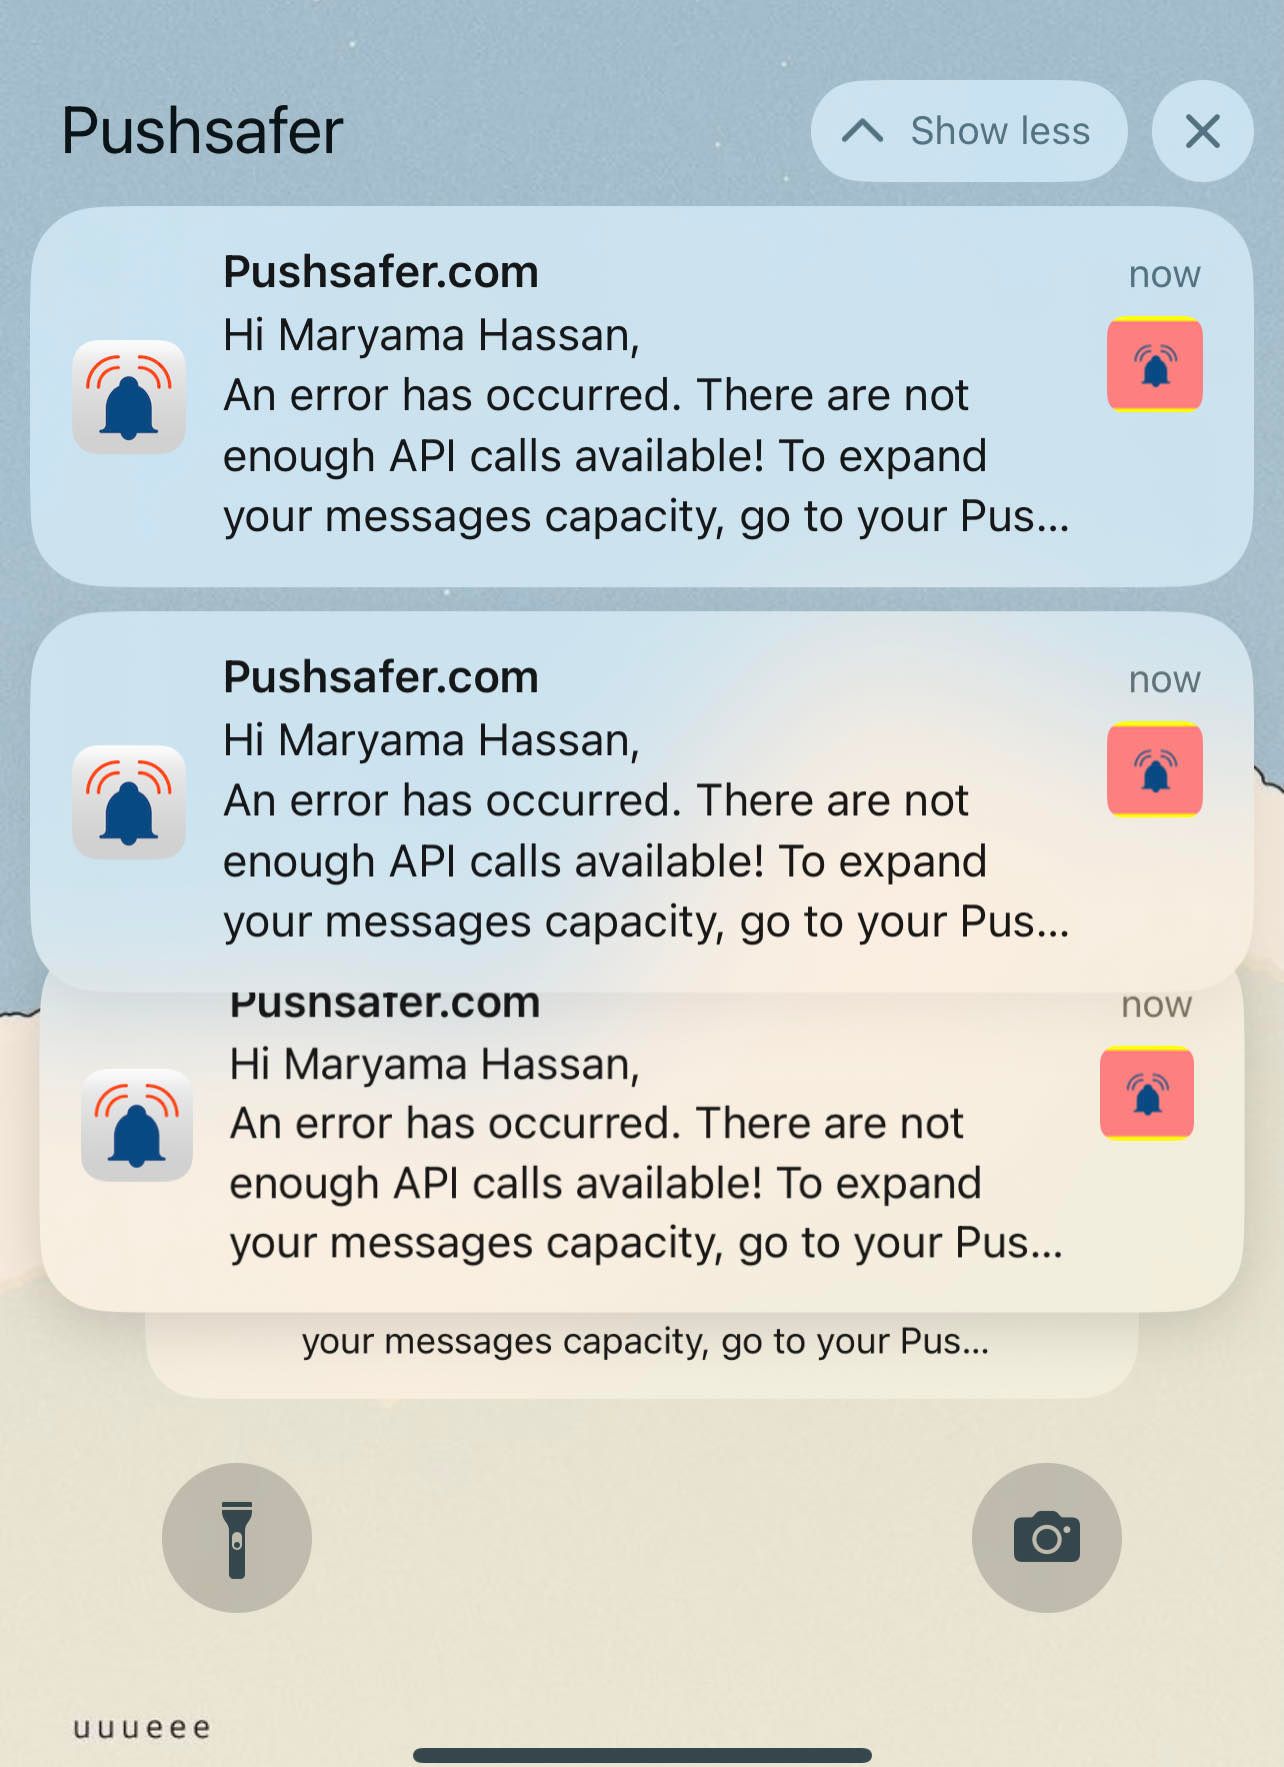 Pushsafer
Show less
Pushsafer.com
now
Hi Maryama Hassan,
An error has occurred. There are not
enough API calls available! To expand
your messages capacity, go to your Pus...
Pushsafer.com
now
Hi Maryama Hassan,
An error has occurred. There are not
enough API calls available! To expand
your messages capacity, go to your Pus...
Pushsafer.com
now
Hi Maryama Hassan,
An error has occurred. There are not
enough API calls available! To expand
your messages capacity, go to your Pus...
your messages capacity, go to your Pus...
uuueee